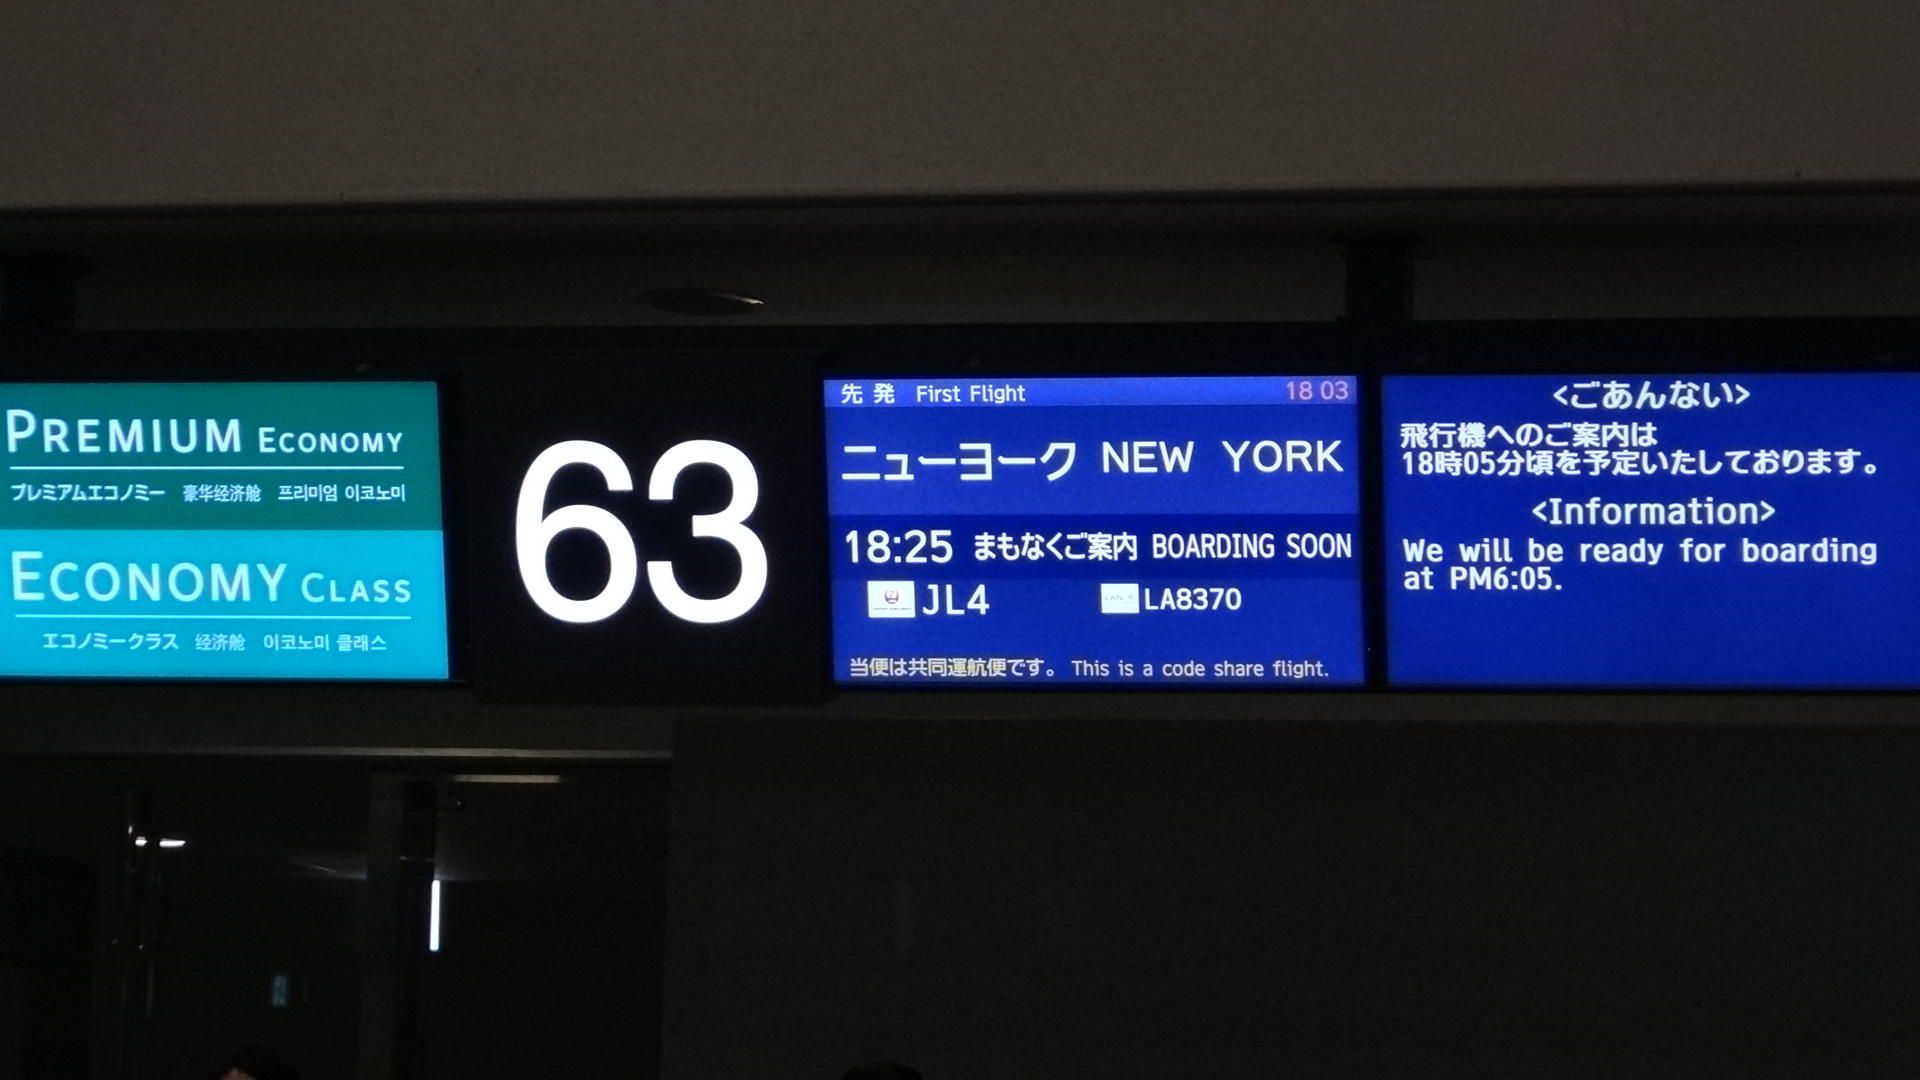 PREMIUM ECONOMY
プレミアムエコノミー 豪华经济舱 프리미엄 이코노미
ECONOMY CLASS
エコノミークラス 经济舱 이코노미 클래스
63
先発 First Flight 18 03
ニューヨーク NEW YORK
18:25 まもなくご案内 BOARDING SOON
JL4 LA8370
当便は共同運航便です。 This is a code share flight.
<ごあんない>
飛行機へのご案内は
18時05分頃を予定いたしております。
<Information>
We will be ready for boarding
at PM6:05.